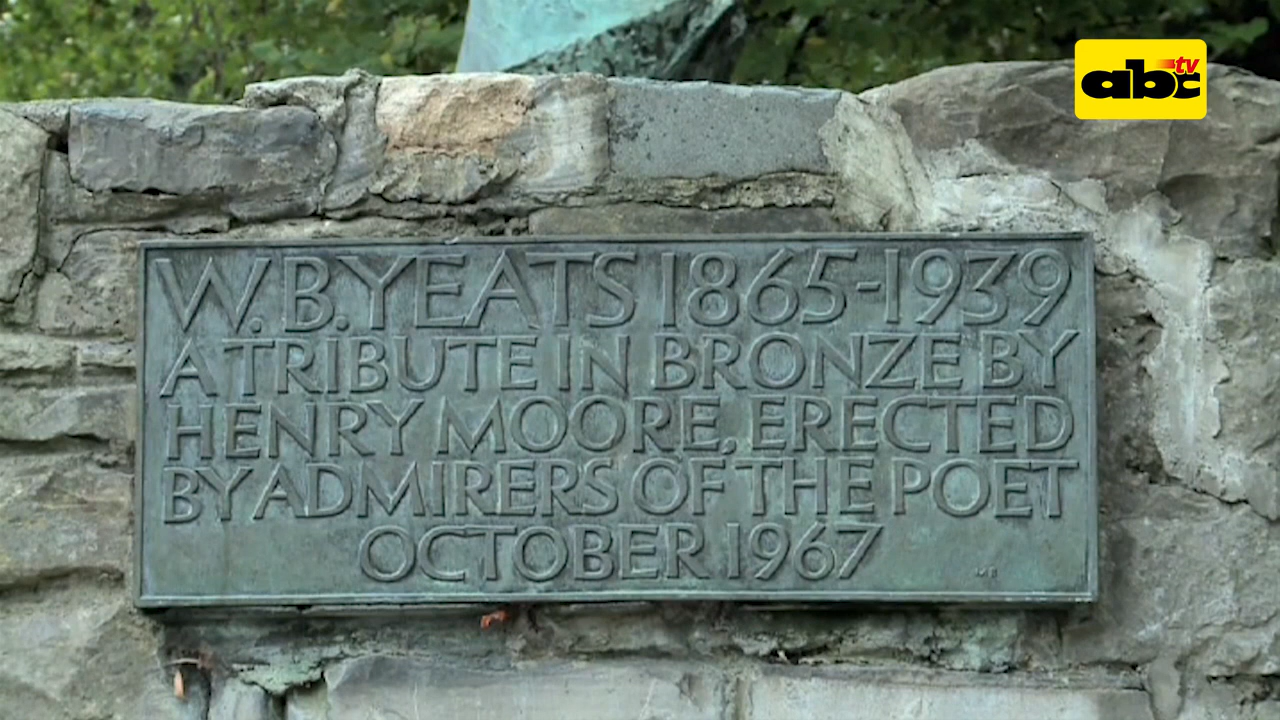 abc tv
W. B. YEATS 1865-1939
A TRIBUTE IN BRONZE BY
HENRY MOORE, ERECTED
BY ADMIRERS OF THE POET
OCTOBER 1967